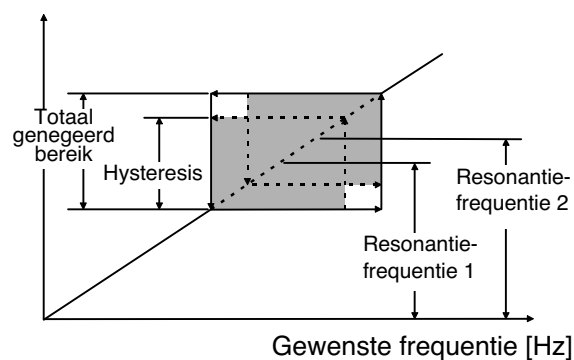 Totaal
genegeerd
bereik
Hysteresis
Resonantie-
frequentie 2
Resonantie-
frequentie 1
Gewenste frequentie [Hz]